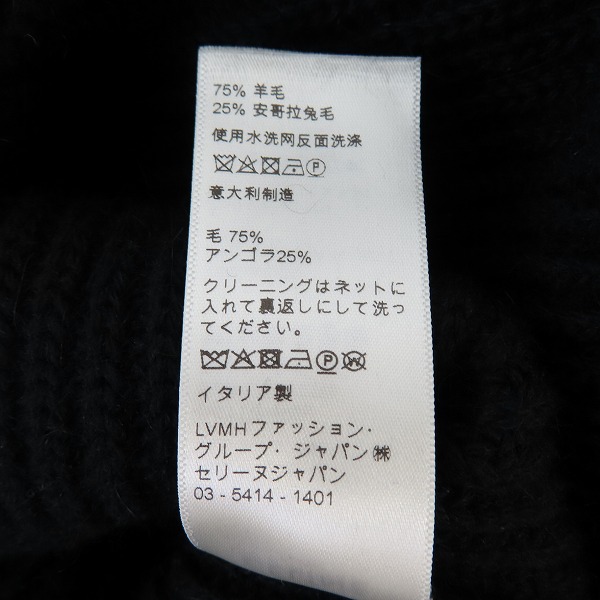 75% 羊毛
25% 安哥拉兔毛
使用水洗网反面洗涤
P
意大利制造
毛 75%
アンゴラ25%
クリーニングはネットに
入れて裏返しにして洗っ
てください。
P W
イタリア製
LVMHファッション・
グループ・ジャパン㈱
セリーヌジャパン
03 - 5414 - 1401